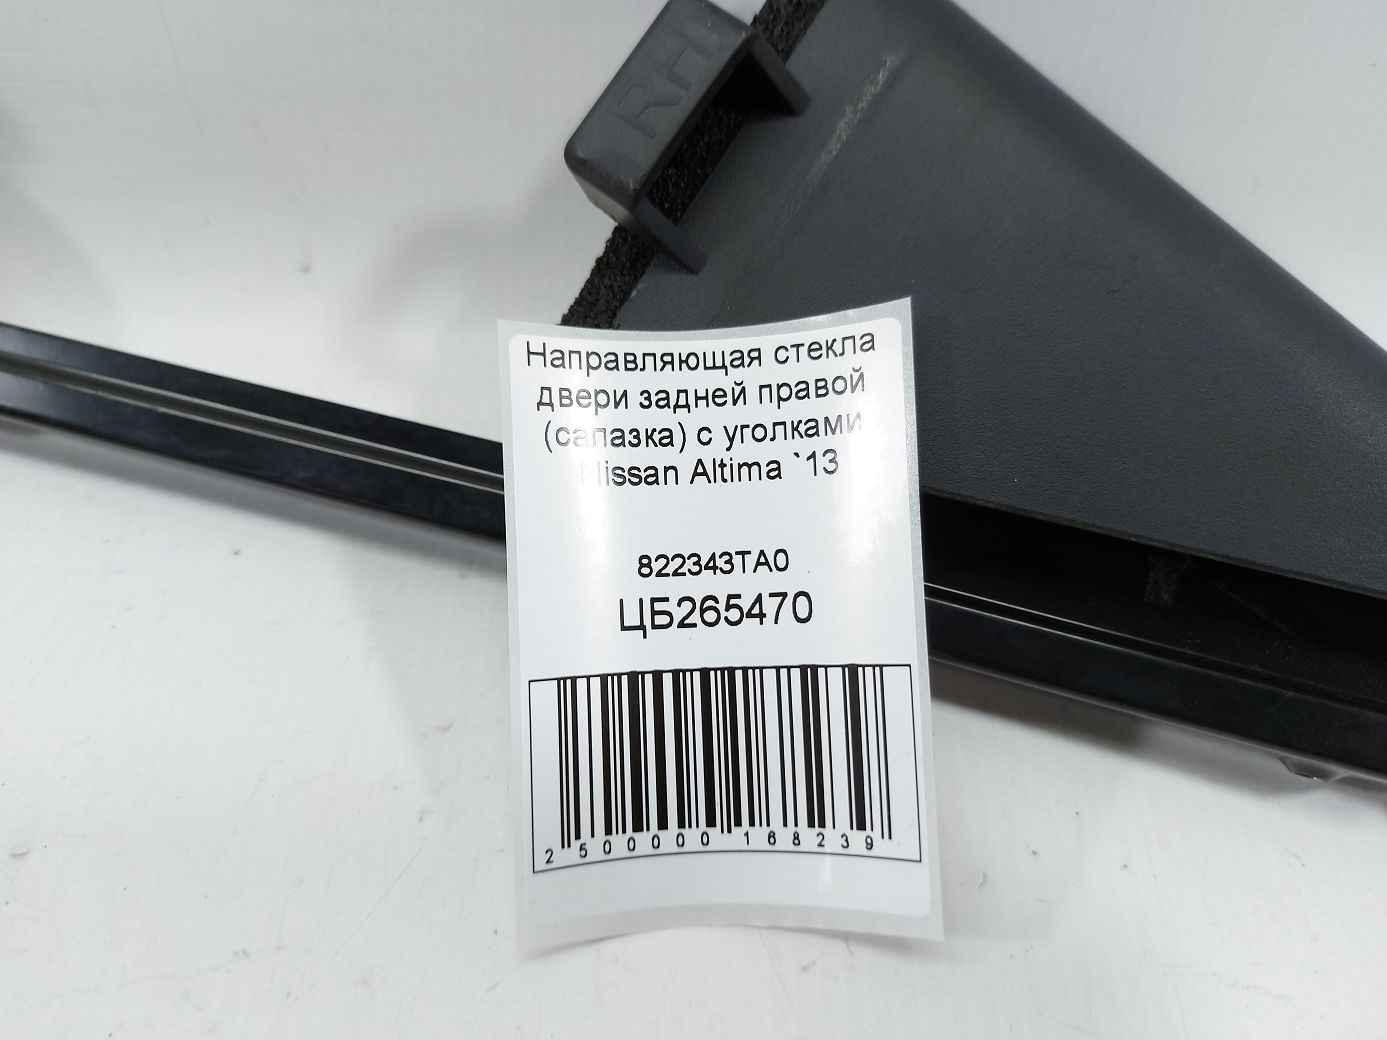 RH
Направляющая стекла
двери задней правой
(салазка) с уголками
Nissan Altima `13
822343TA0
ЦБ265470
2 500000 168239